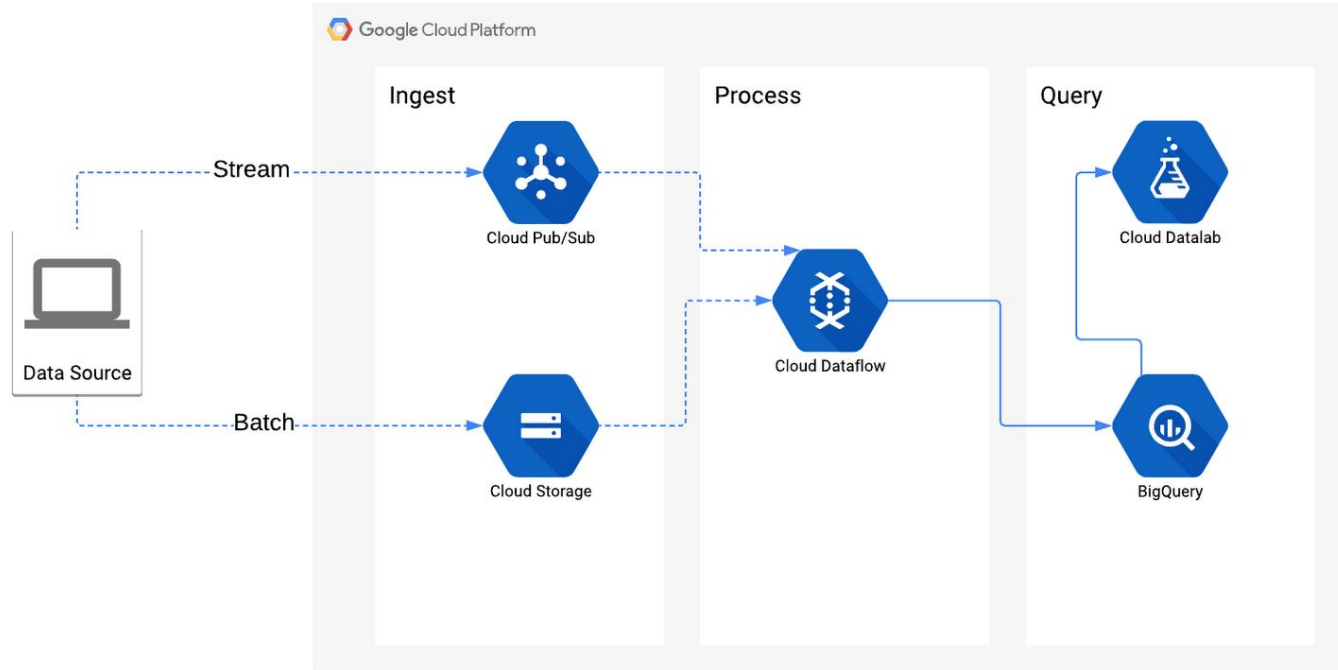 Google Cloud Platform
Ingest
Process
Query
Stream
Cloud Pub/Sub
Cloud Datalab
Data Source
Cloud Dataflow
Batch
Cloud Storage
BigQuery